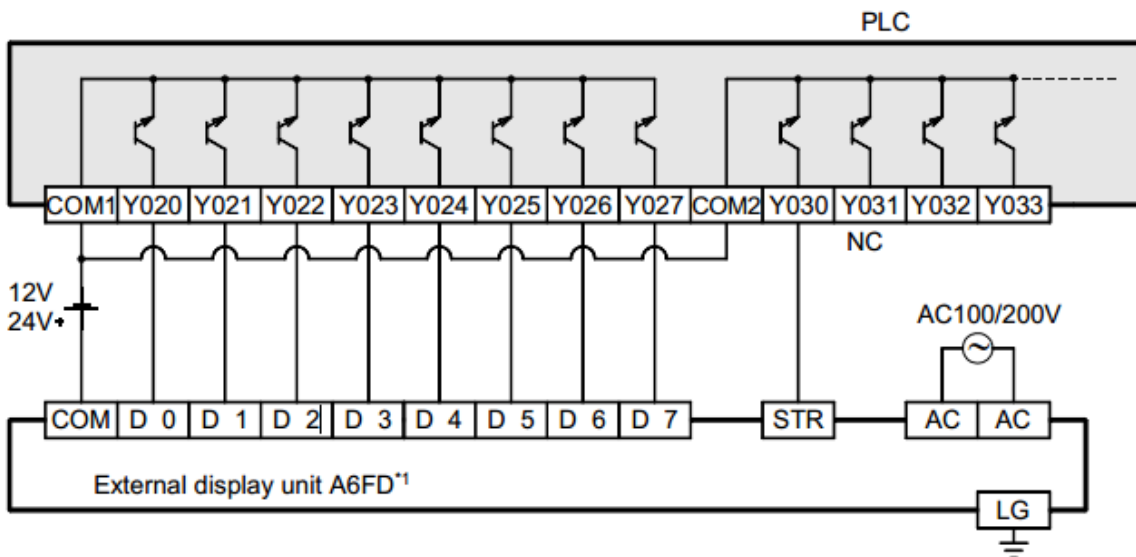 PLC
COM1 Y020 Y021 Y022 Y023 Y024 Y025 Y026 Y027 COM2 Y030 Y031 Y032 Y033
NC
12V
24V
AC100/200V
COM D 0 D 1 D 2 D 3 D 4 D 5 D 6 D 7 STR AC AC
External display unit A6FD*1
LG